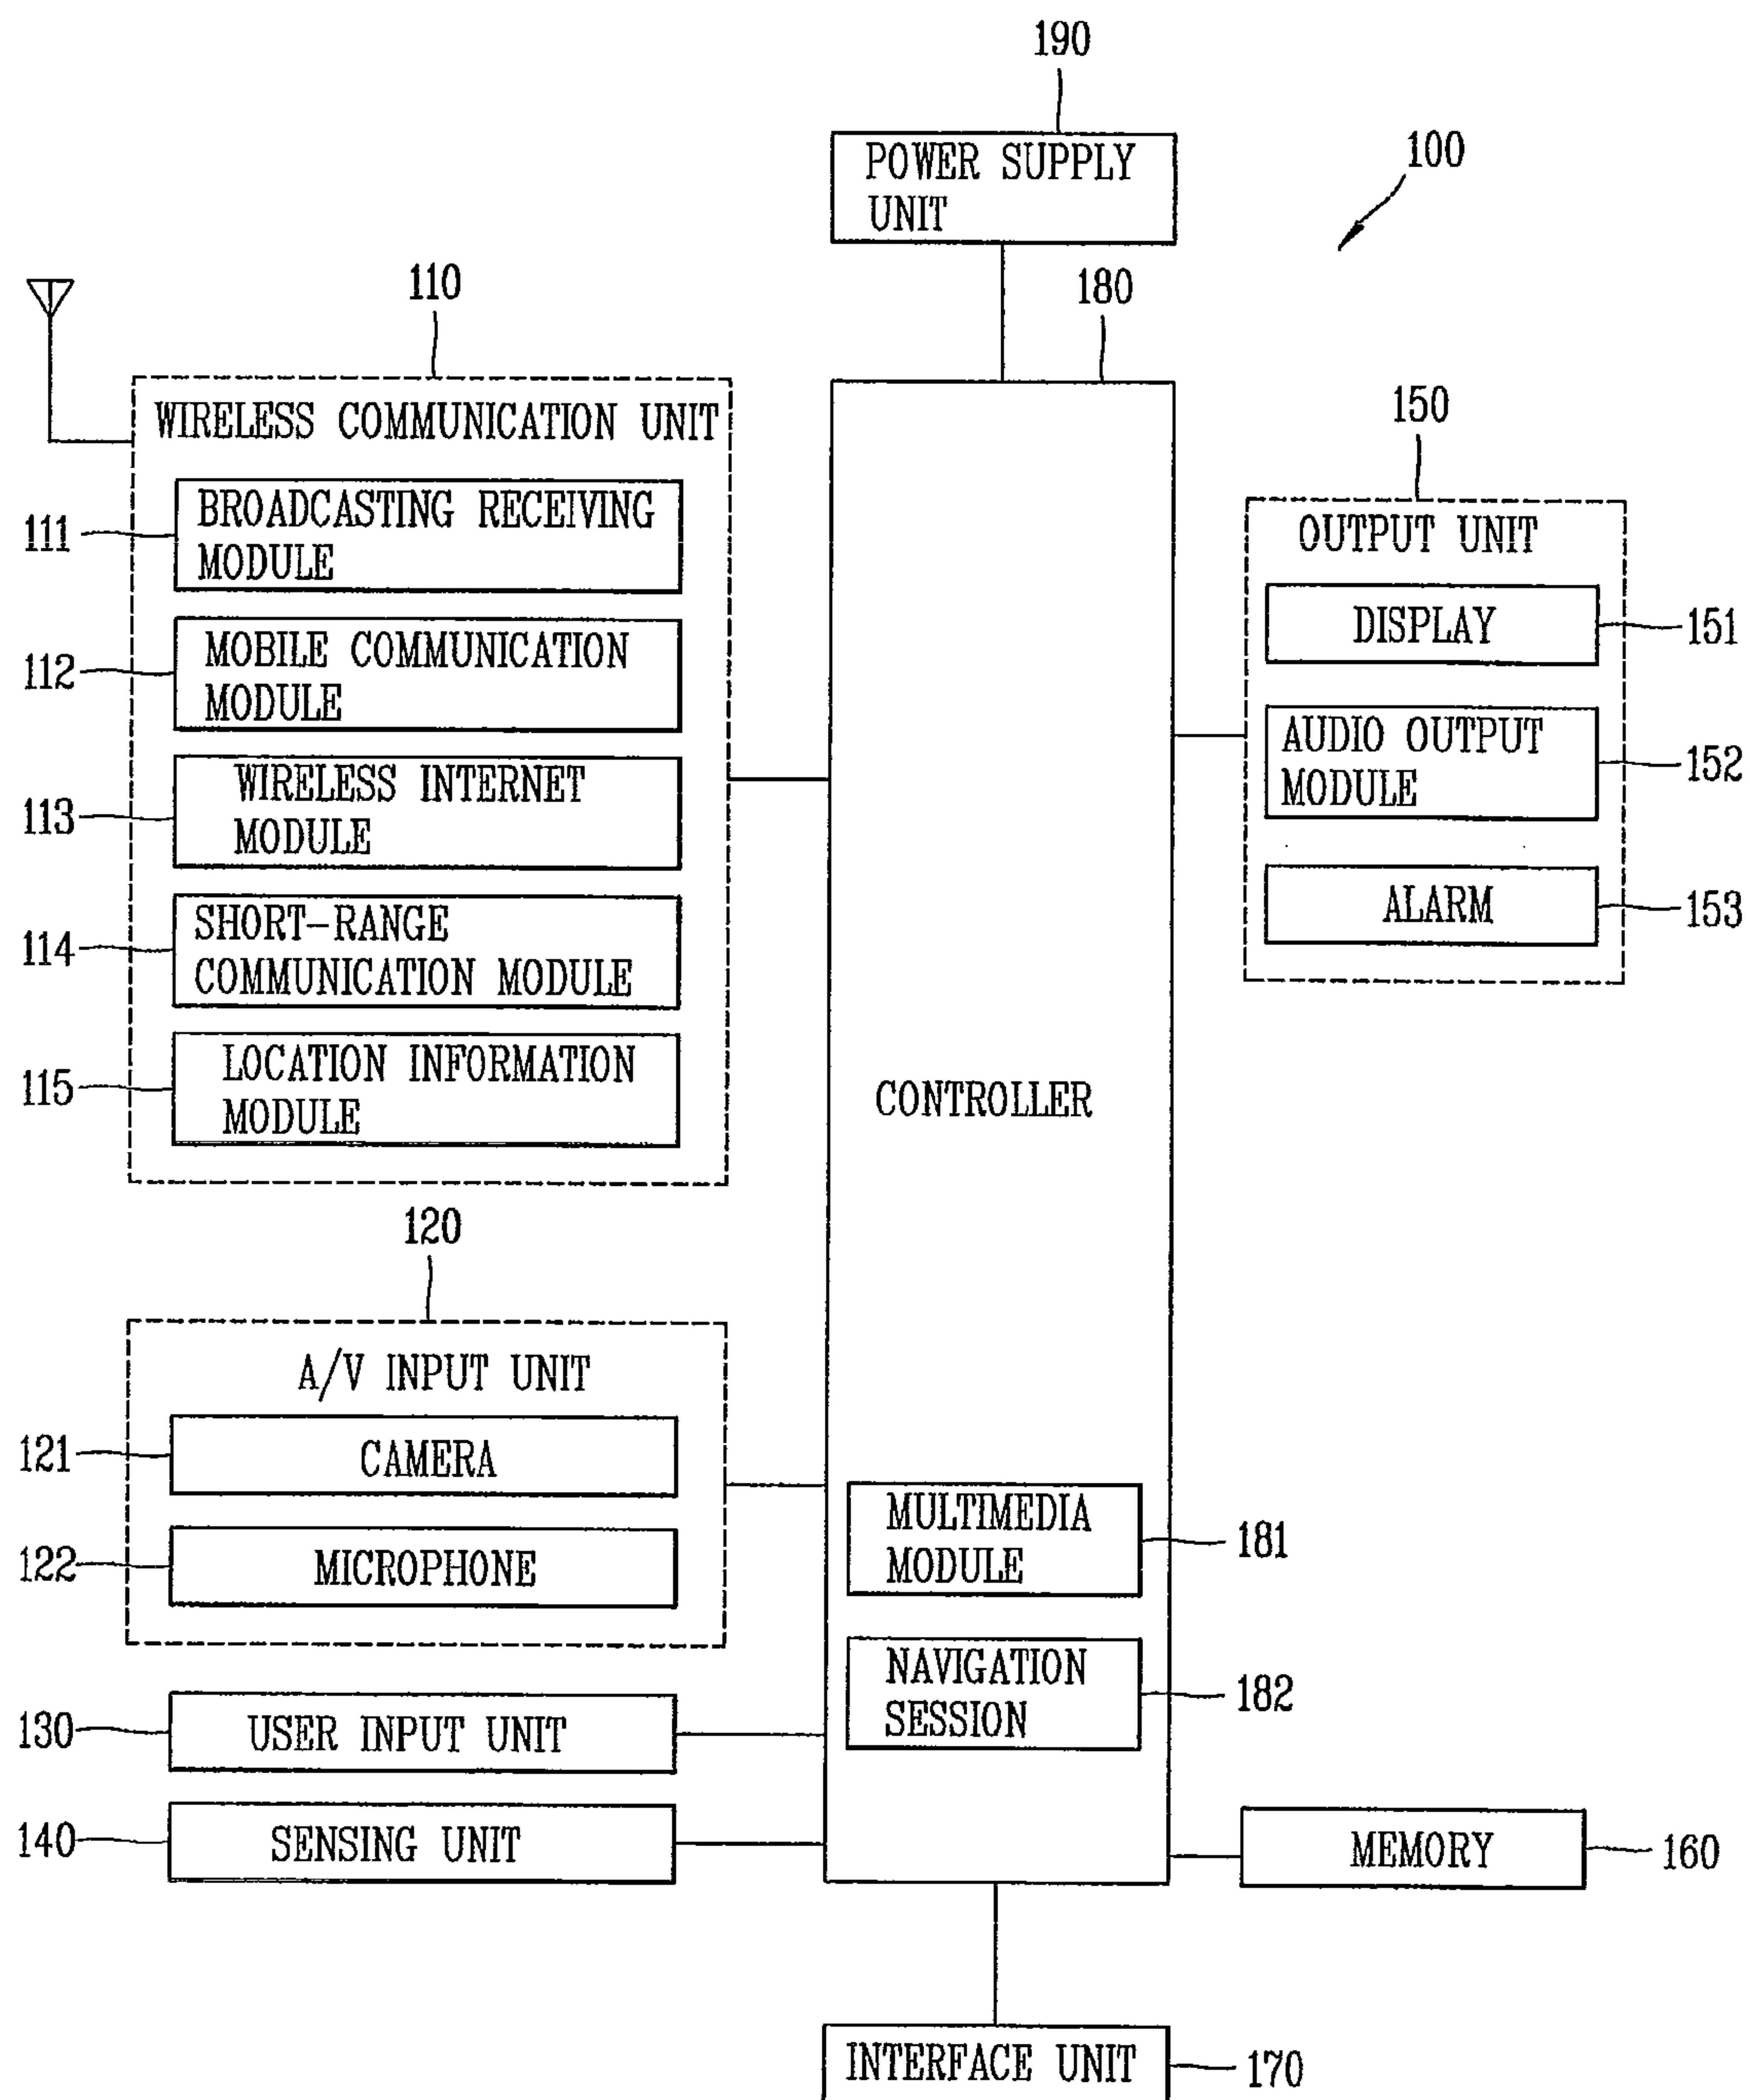 190
POWER SUPPLY
UNIT
100
110
180
WIRELESS COMMUNICATION UNIT
111
BROADCASTING RECEIVING
MODULE
112
MOBILE COMMUNICATION
MODULE
113
WIRELESS INTERNET
MODULE
114
SHORT-RANGE
COMMUNICATION MODULE
115
LOCATION INFORMATION
MODULE
150
OUTPUT UNIT
DISPLAY
151
AUDIO OUTPUT
MODULE
152
ALARM
153
CONTROLLER
120
A/V INPUT UNIT
121
CAMERA
122
MICROPHONE
MULTIMEDIA
MODULE
181
NAVIGATION
SESSION
182
130
USER INPUT UNIT
140
SENSING UNIT
MEMORY
160
INTERFACE UNIT
170